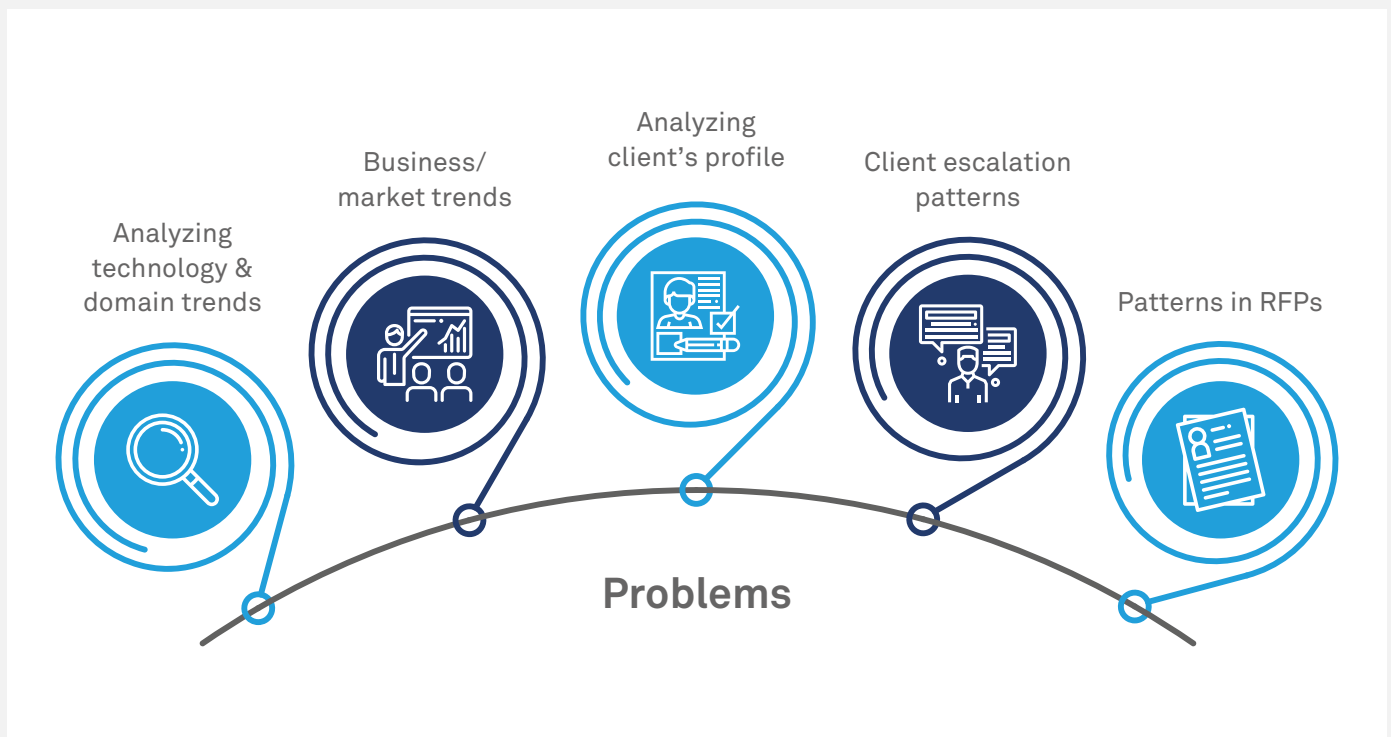 Analyzing
technology &
domain trends
Business/
market trends
Analyzing
client’s profile
Client escalation
patterns
Patterns in RFPs
Problems